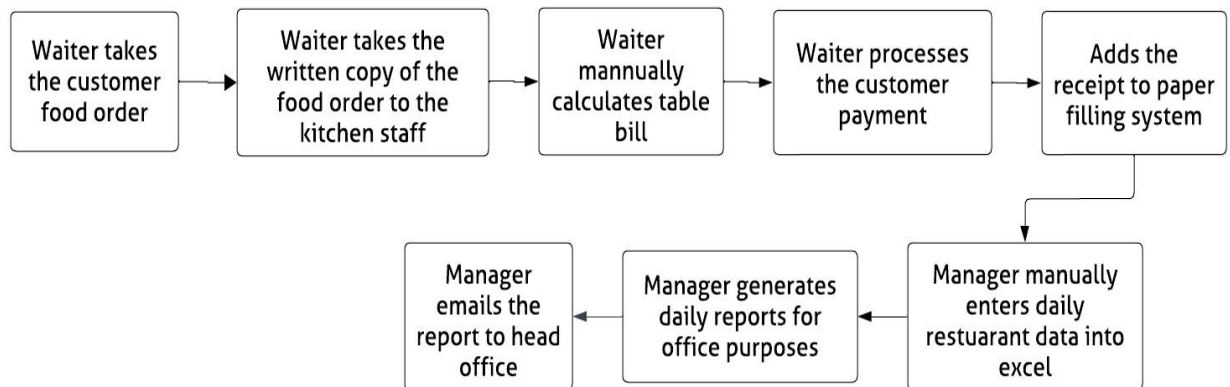 Waiter takes
the customer
food order
Waiter takes the
written copy of the
food order to the
kitchen staff
Waiter
mannually
calculates table
bill
Waiter processes
the customer
payment
Adds the
receipt to paper
filling system
Manager manually
enters daily
restuarant data into
excel
Manager generates
daily reports for
office purposes
Manager
emails the
report to head
office